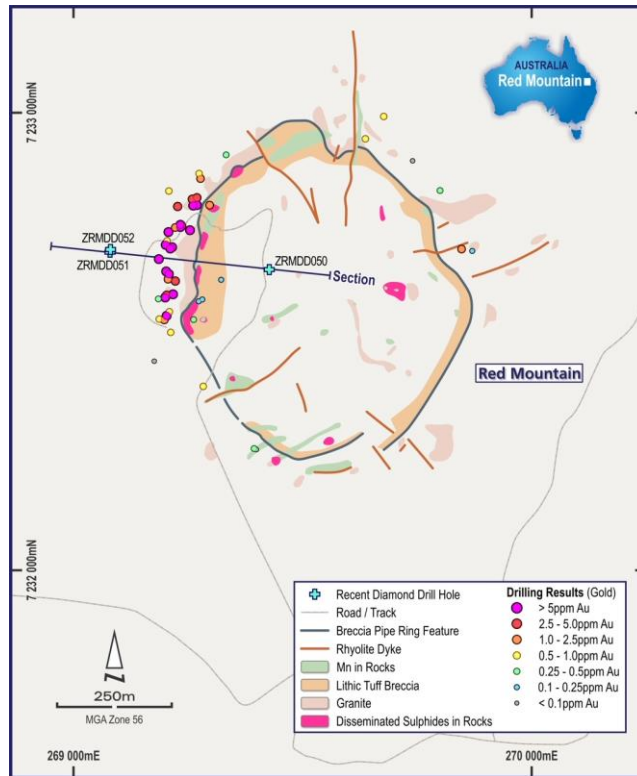 AUSTRALIA
Red Mountain
7 233 000mN
ZRMDD052
ZRMDD051
ZRMDD050
Section
Red Mountain
7 232 000mN
Recent Diamond Drill Hole
Road / Track
Breccia Pipe Ring Feature
Rhyolite Dyke
Mn in Rocks
Lithic Tuff Breccia
Granite
Disseminated Sulphides in Rocks
Drilling Results (Gold)
> 5ppm Au
2.5 - 5.0ppm Au
1.0 - 2.5ppm Au
0.5 - 1.0ppm Au
0.25 - 0.5ppm Au
0.1 - 0.25ppm Au
< 0.1ppm Au
N
250m
MGA Zone 56
269 000mE
270 000mE